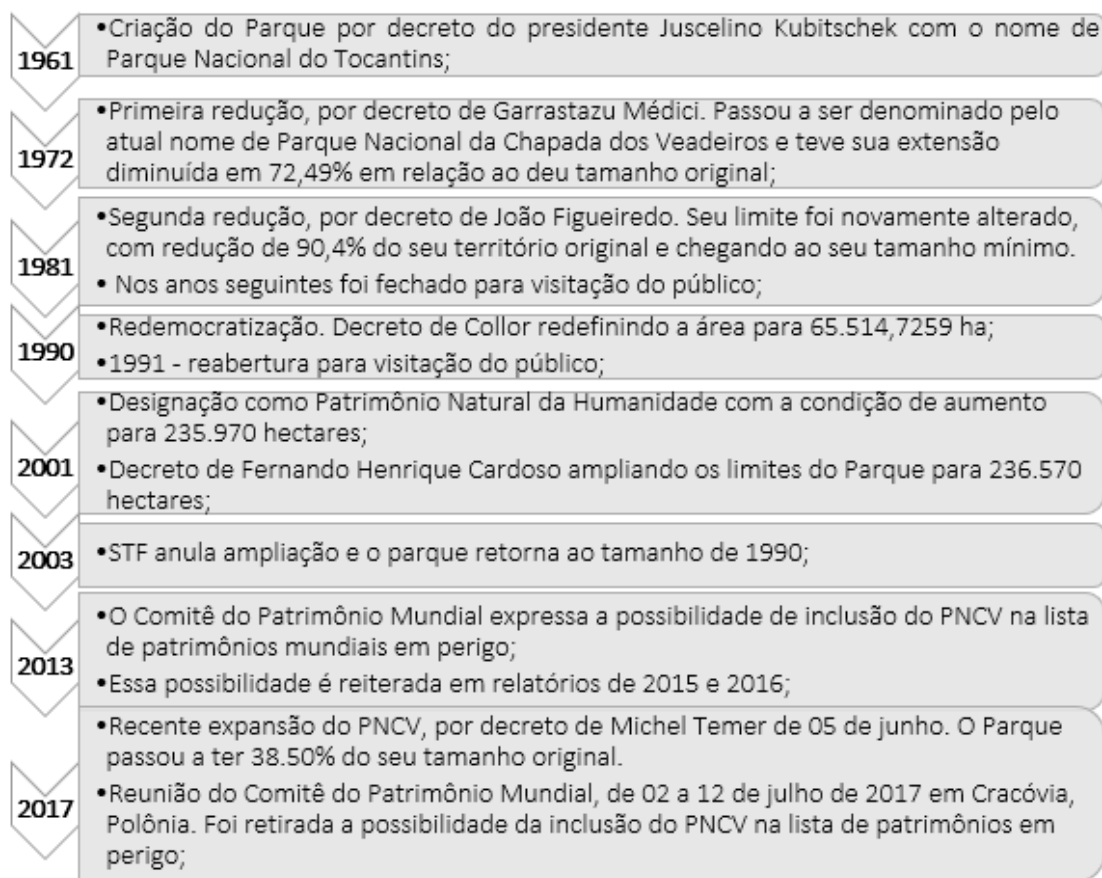 1961
•Criação do Parque por decreto do presidente Juscelino Kubitschek com o nome de
Parque Nacional do Tocantins;
1972
•Primeira redução, por decreto de Garrastazu Médici. Passou a ser denominado pelo
atual nome de Parque Nacional da Chapada dos Veadeiros e teve sua extensão
diminuída em 72,49% em relação ao deu tamanho original;
1981
•Segunda redução, por decreto de João Figueiredo. Seu limite foi novamente alterado,
com redução de 90,4% do seu território original e chegando ao seu tamanho mínimo.
• Nos anos seguintes foi fechado para visitação do público;
1990
•Redemocratização. Decreto de Collor redefinindo a área para 65.514,7259 ha;
•1991 - reabertura para visitação do público;
2001
•Designação como Patrimônio Natural da Humanidade com a condição de aumento
para 235.970 hectares;
•Decreto de Fernando Henrique Cardoso ampliando os limites do Parque para 236.570
hectares;
2003
•STF anula ampliação e o parque retorna ao tamanho de 1990;
2013
•O Comitê do Patrimônio Mundial expressa a possibilidade de inclusão do PNCV na lista
de patrimônios mundiais em perigo;
•Essa possibilidade é reiterada em relatórios de 2015 e 2016;
2017
•Recente expansão do PNCV, por decreto de Michel Temer de 05 de junho. O Parque
passou a ter 38.50% do seu tamanho original.
•Reunião do Comitê do Patrimônio Mundial, de 02 a 12 de julho de 2017 em Cracóvia,
Polônia. Foi retirada a possibilidade da inclusão do PNCV na lista de patrimônios em
perigo;